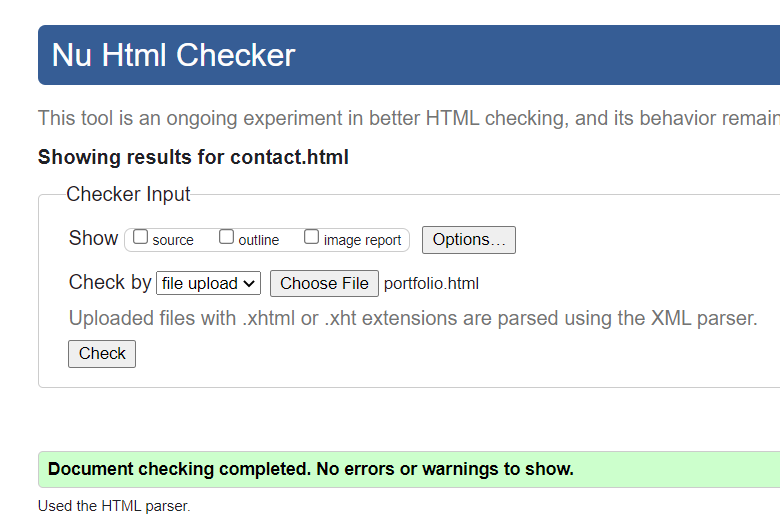 Nu Html Checker
This tool is an ongoing experiment in better HTML checking, and its behavior remain
Showing results for contact.html
Checker Input
Show source outline image report Options…
Check by file upload Choose File portfolio.html
Uploaded files with .xhtml or .xht extensions are parsed using the XML parser.
Check
Document checking completed. No errors or warnings to show.
Used the HTML parser.